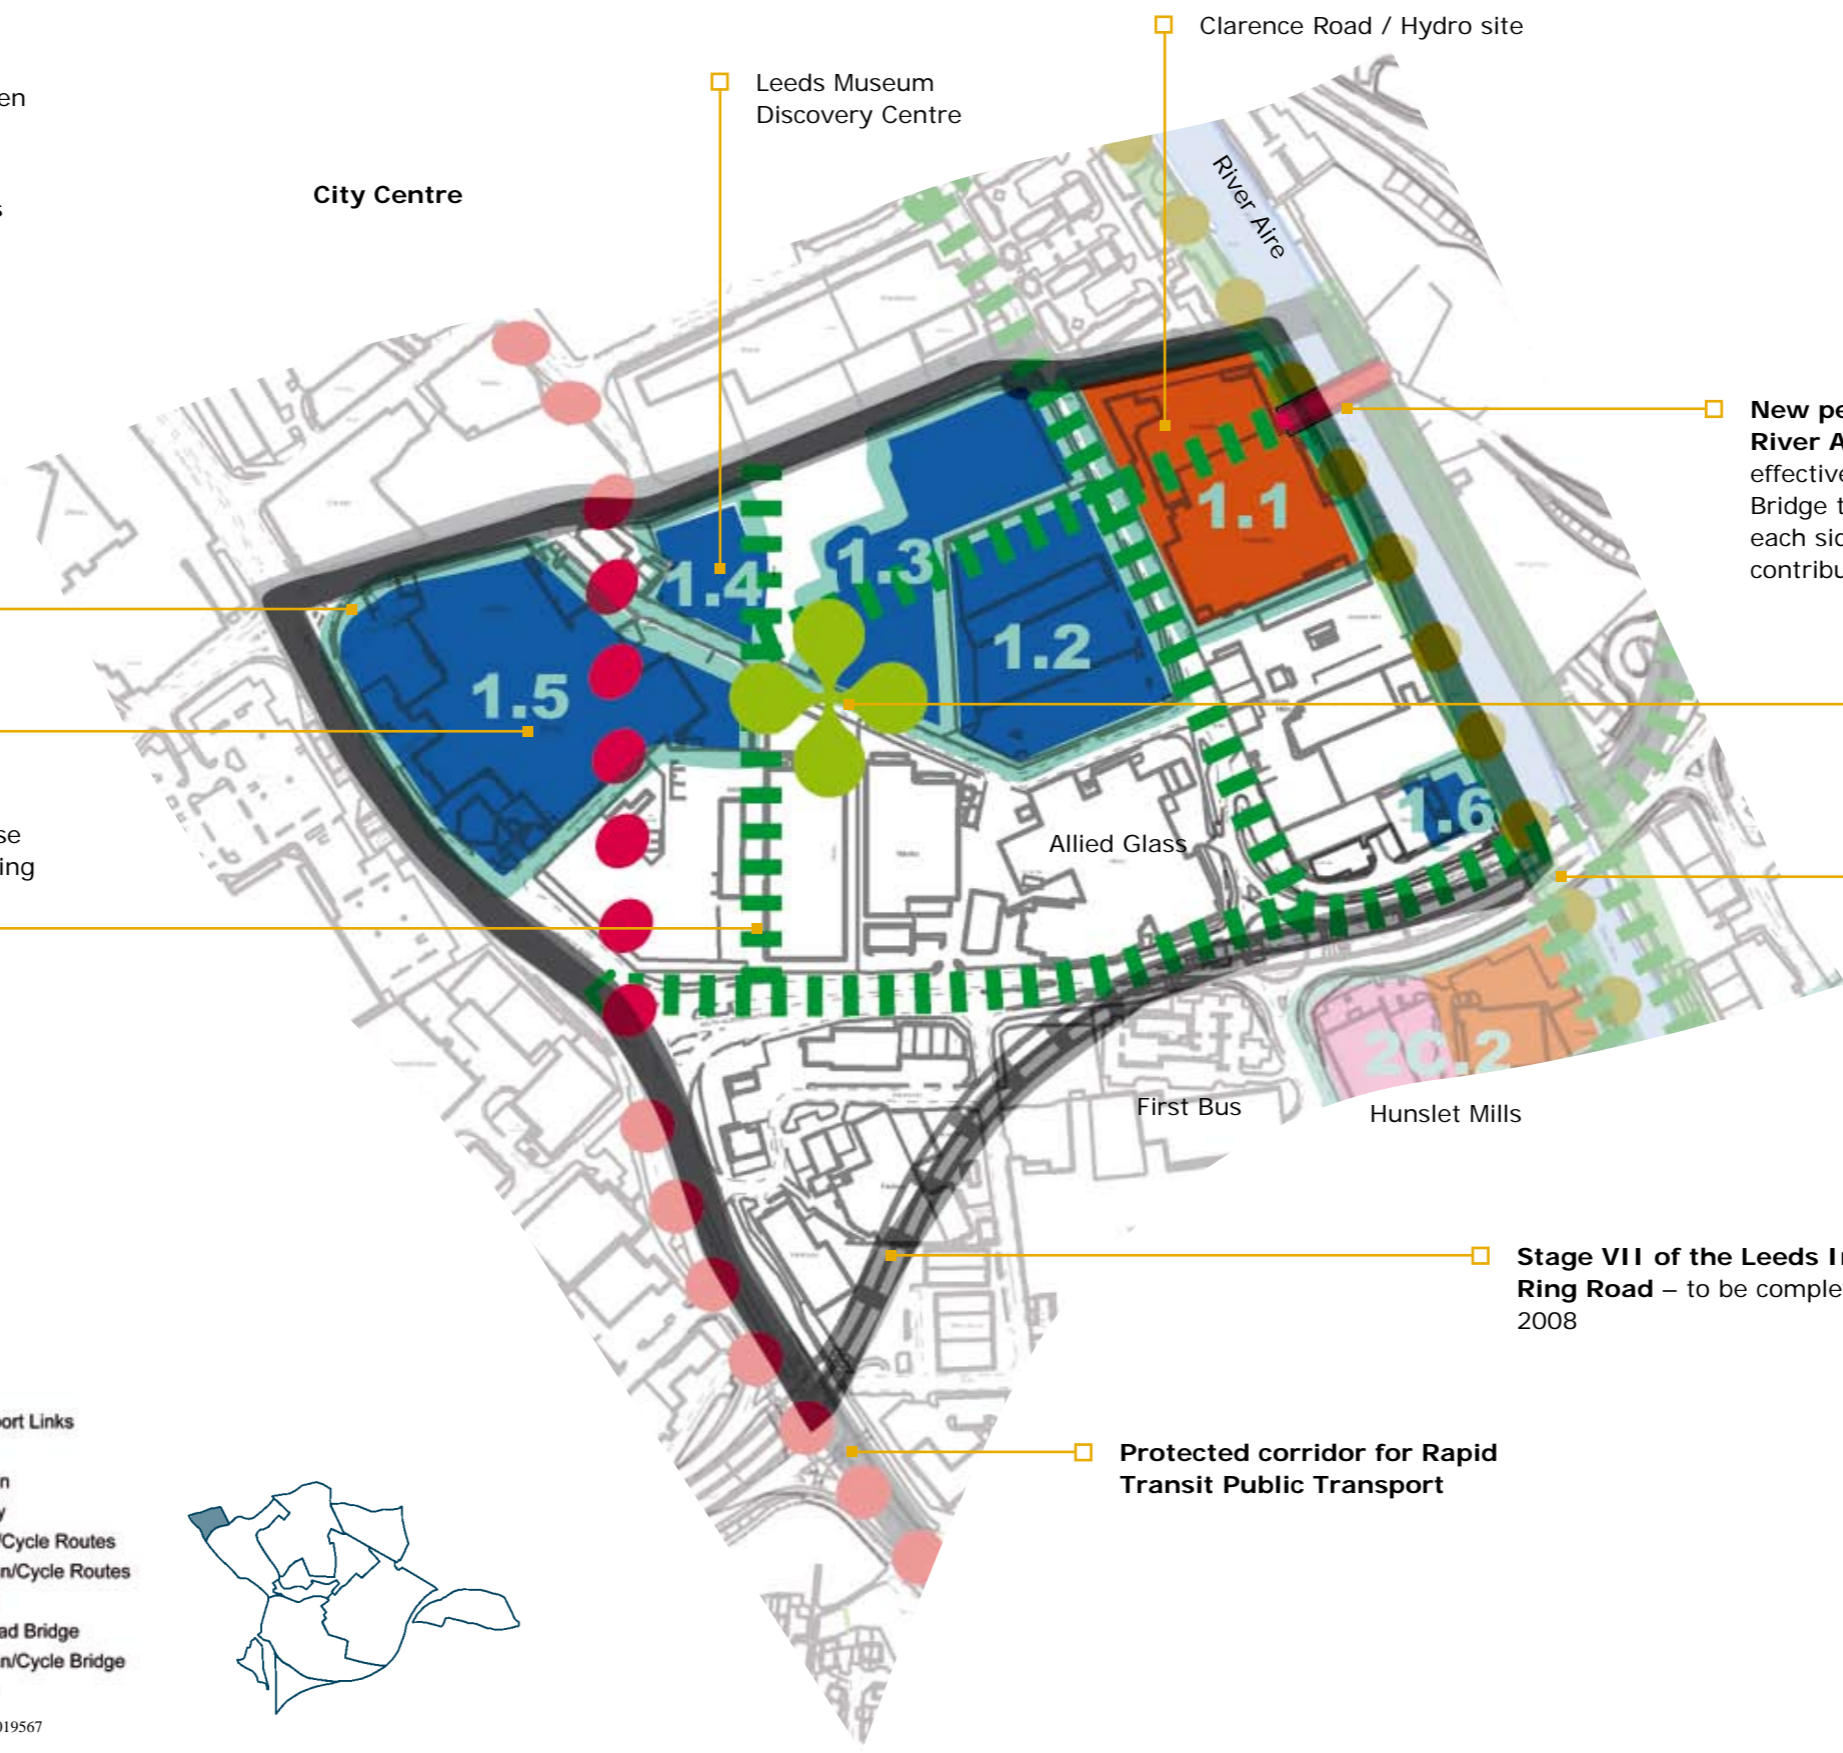 Clarence Road / Hydro site
Leeds Museum
Discovery Centre
en
City Centre
s
River Aire
New pe
River A
effective
Bridge t
each sid
contribu
1.1
1.3
1.4
1.2
1.5
1.6
se
ing
Allied Glass
2C.2
First Bus
Hunslet Mills
Stage VII of the Leeds I
Ring Road – to be comple
2008
Protected corridor for Rapid
Transit Public Transport
ort Links
n
y
/Cycle Routes
n/Cycle Routes
ad Bridge
n/Cycle Bridge
019567